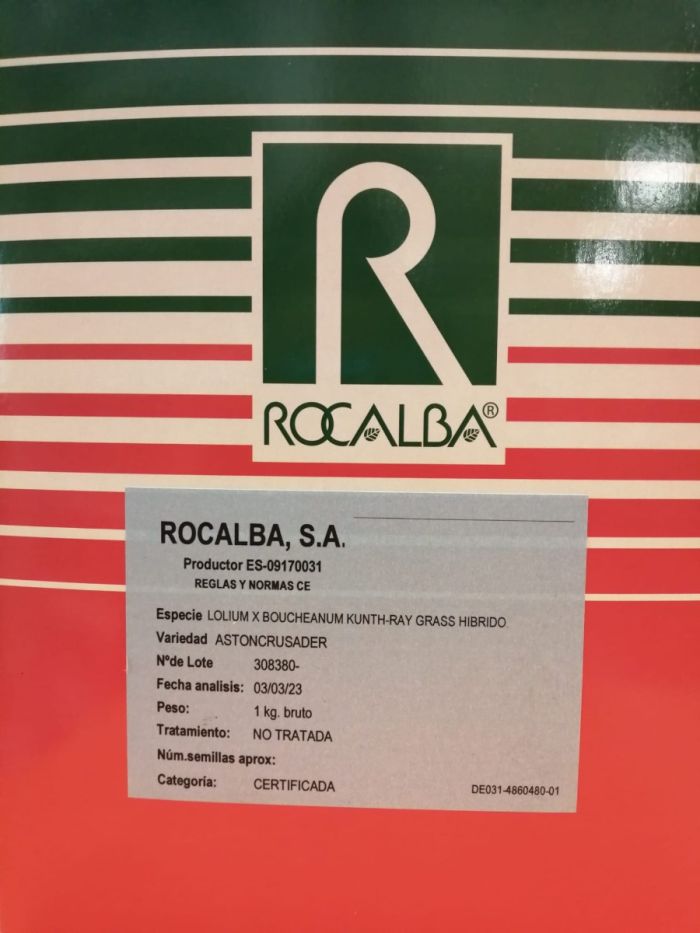 R
ROCALBA®
ROCALBA, S.A.
Productor ES-09170031
REGLAS Y NORMAS CE
Especie LOLIUM X BOUCHEANUM KUNTH-RAY GRASS HIBRIDO
Variedad ASTONCRUSADER
Nºde Lote 308380-
Fecha analisis: 03/03/23
Peso: 1 kg. bruto
Tratamiento: NO TRATADA
Núm.semillas aprox:
Categoría: CERTIFICADA
DE031-4860480-01